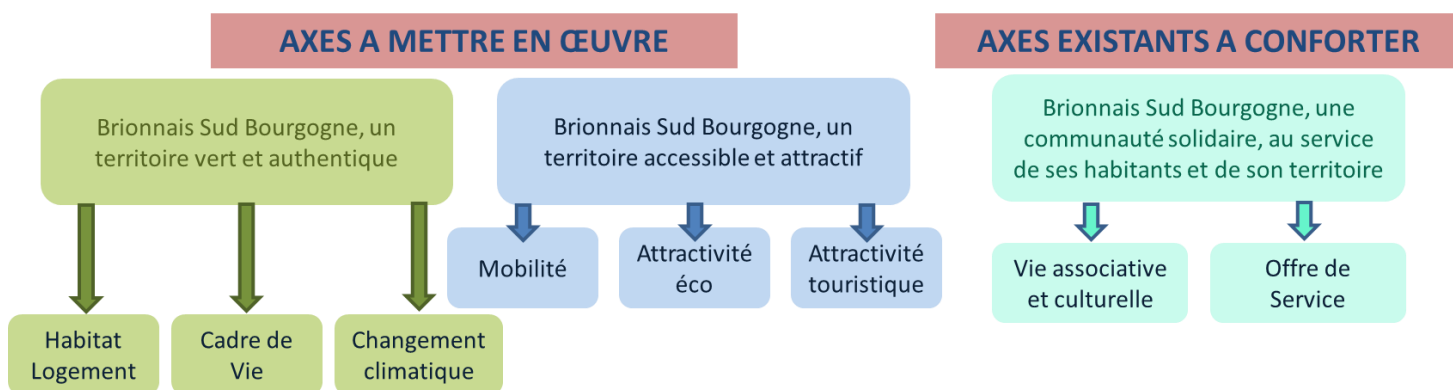 AXES A METTRE EN ŒUVRE
AXES EXISTANTS A CONFORTER
Brionnais Sud Bourgogne, un
territoire vert et authentique
Brionnais Sud Bourgogne, un
territoire accessible et attractif
Brionnais Sud Bourgogne, une
communauté solidaire, au service
de ses habitants et de son territoire
Habitat
Logement
Cadre de
Vie
Changement
climatique
Mobilité
Attractivité
éco
Attractivité
touristique
Vie associative
et culturelle
Offre de
Service